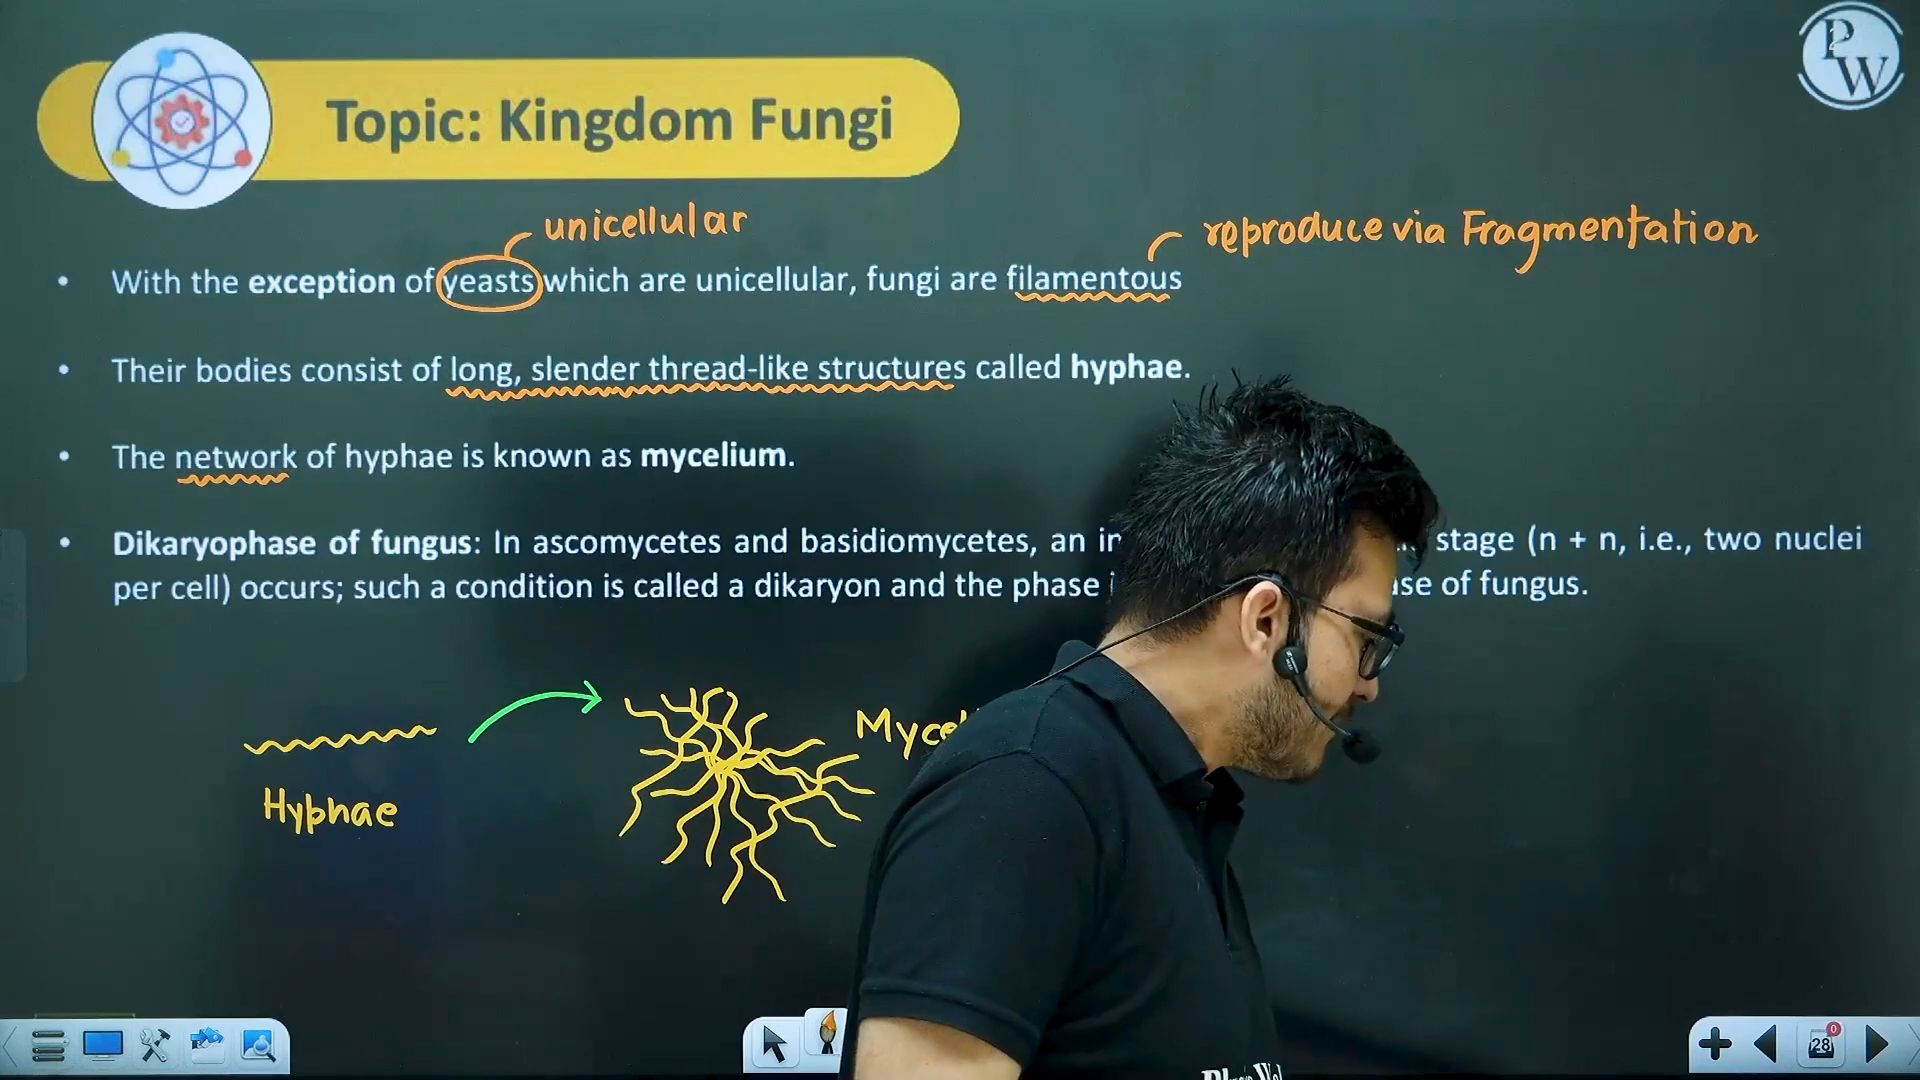 PW
Topic: Kingdom Fungi
unicellular
reproduce via Fragmentation
• With the exception of yeasts which are unicellular, fungi are filamentous
• Their bodies consist of long, slender thread-like structures called hyphae.
• The network of hyphae is known as mycelium.
• Dikaryophase of fungus: In ascomycetes and basidiomycetes, an stage (n + n, i.e., two nuclei
per cell) occurs; such a condition is called a dikaryon and the phase of fungus.
Hyphae
28
0